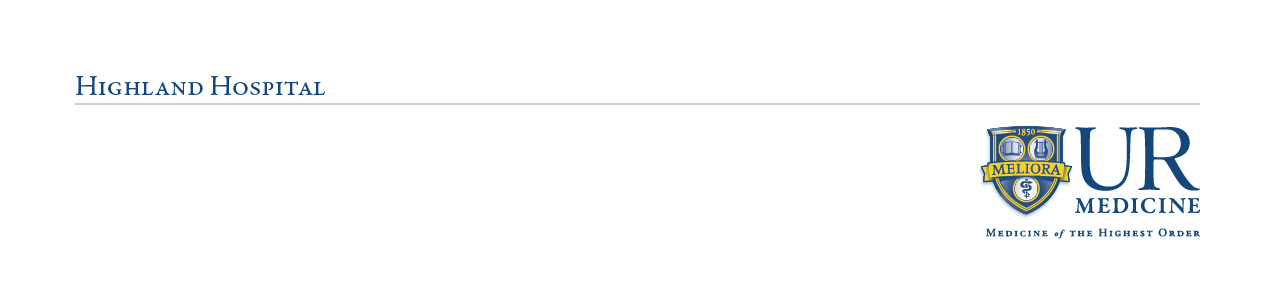 Highland Hospital
1850
MELIORA
UR
MEDICINE
Medicine of the Highest Order